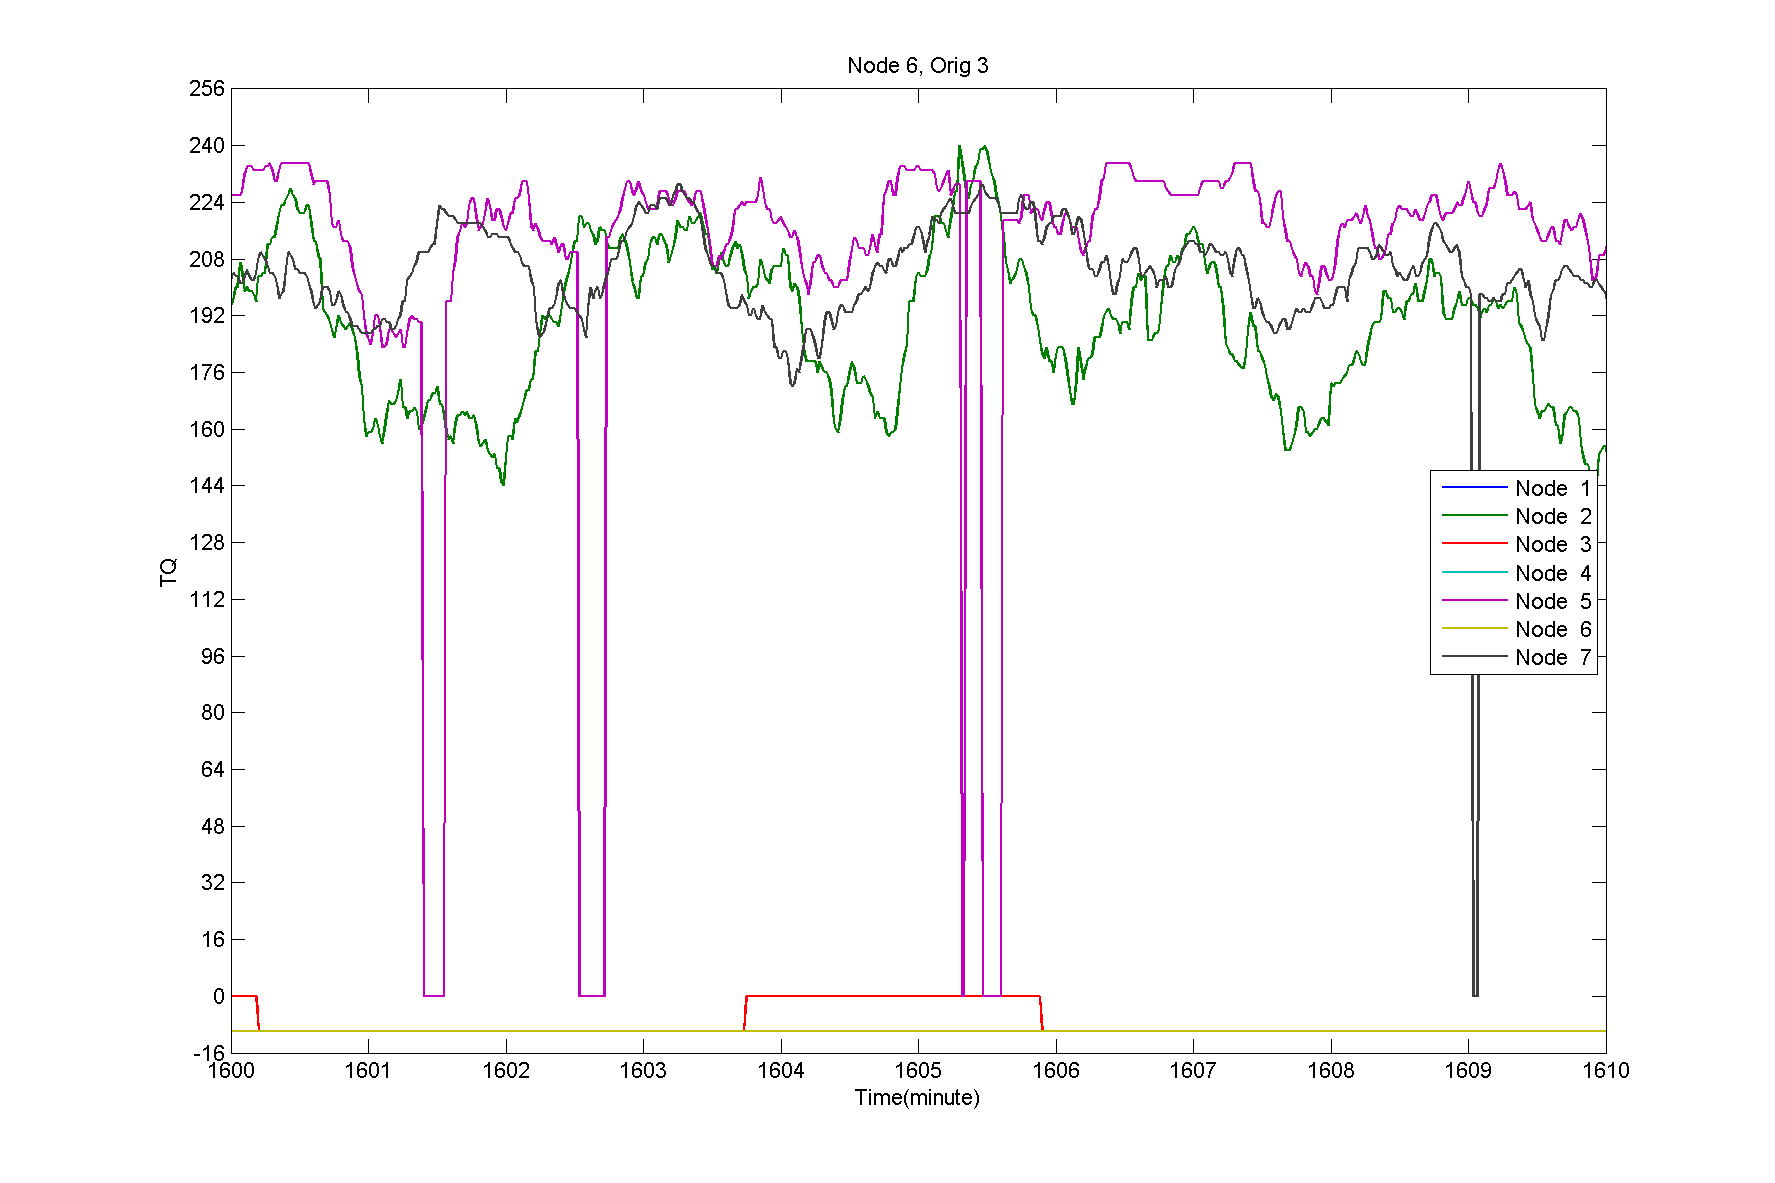 Node 6, Orig 3
256
240
224
208
192
176
160
144
128
112
96
80
64
48
32
16
0
-16
TQ
Node 1
Node 2
Node 3
Node 4
Node 5
Node 6
Node 7
1600 1601 1602 1603 1604 1605 1606 1607 1608 1609 1610
Time(minute)